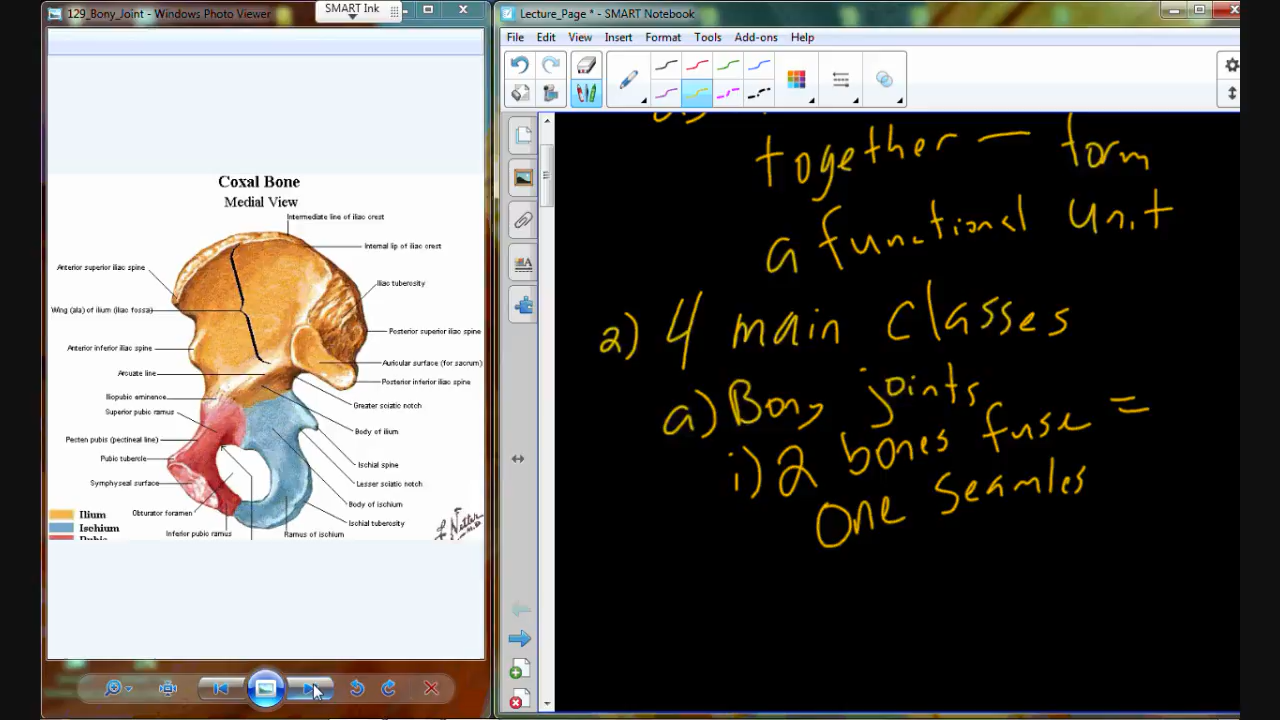 129_Bony_Joint - Windows Photo Viewer
SMART Ink
Coxal Bone
Medial View
Intermediate line of iliac crest
Internal lip of iliac crest
Anterior superior iliac spine
Iliac tuberosity
Wing (ala) of ilium (iliac fossa)
Posterior superior iliac spine
Anterior inferior iliac spine
Auricular surface (for sacrum)
Arcuate line
Posterior inferior iliac spine
Iliopubic eminence
Greater sciatic notch
Superior pubic ramus
Body of ilium
Pecten pubis (pectineal line)
Pubic tubercle
Ischial spine
Symphyseal surface
Lesser sciatic notch
Body of ischium
Obturator foramen
Ischial tuberosity
Inferior pubic ramus
Ramus of ischium
Ilium
Ischium
Lecture_Page * - SMART Notebook
File Edit View Insert Format Tools Add-ons Help
together — form
a functional unit
2) 4 main classes
a) Bony joints
i) 2 bones fuse =
One seamles